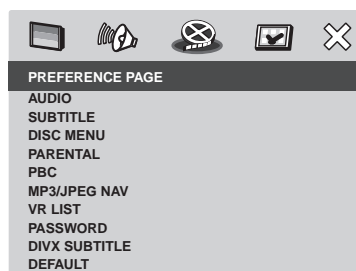 PREFERENCE PAGE
AUDIO
SUBTITLE
DISC MENU
PARENTAL
PBC
MP3/JPEG NAV
VR LIST
PASSWORD
DIVX SUBTITLE
DEFAULT